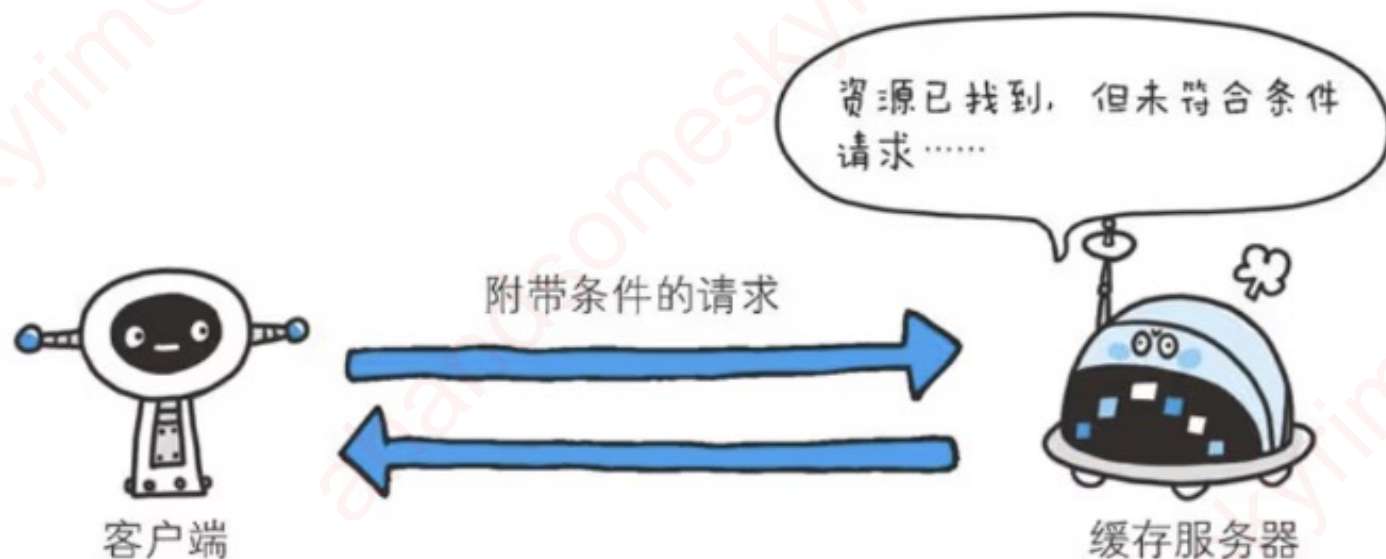 资源已找到，但未符合条件
请求……
附带条件的请求
客户端
缓存服务器